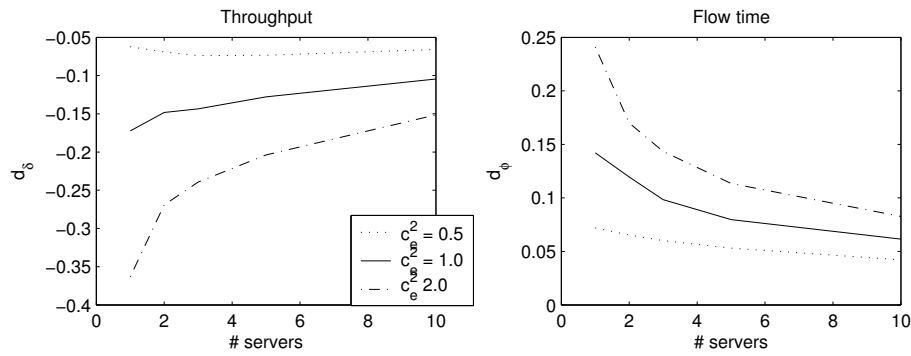 Throughput
−0.05
−0.1
−0.15
−0.2
−0.25
−0.3
−0.35
−0.4
0 2 4 6 8 10
# servers
d_δ
c_e^2 = 0.5
c_e^2 = 1.0
c_e^2 2.0
Flow time
0.25
0.2
0.15
0.1
0.05
0
0 2 4 6 8 10
# servers
d_ϕ